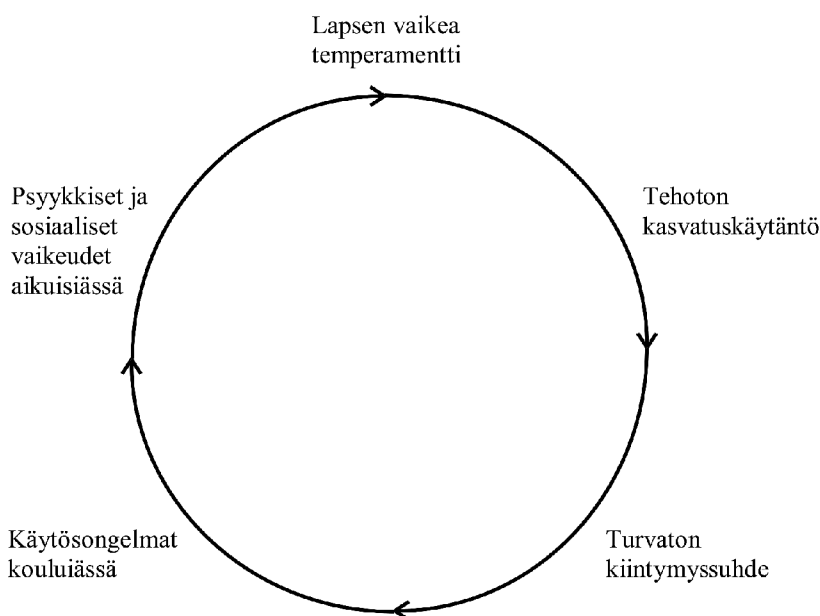 Lapsen vaikea
temperamentti
Tehoton
kasvatuskäytäntö
Turvaton
kiintymyssuhde
Käytösongelmat
kouluiässä
Psyykkiset ja
sosiaaliset
vaikeudet
aikuisiässä